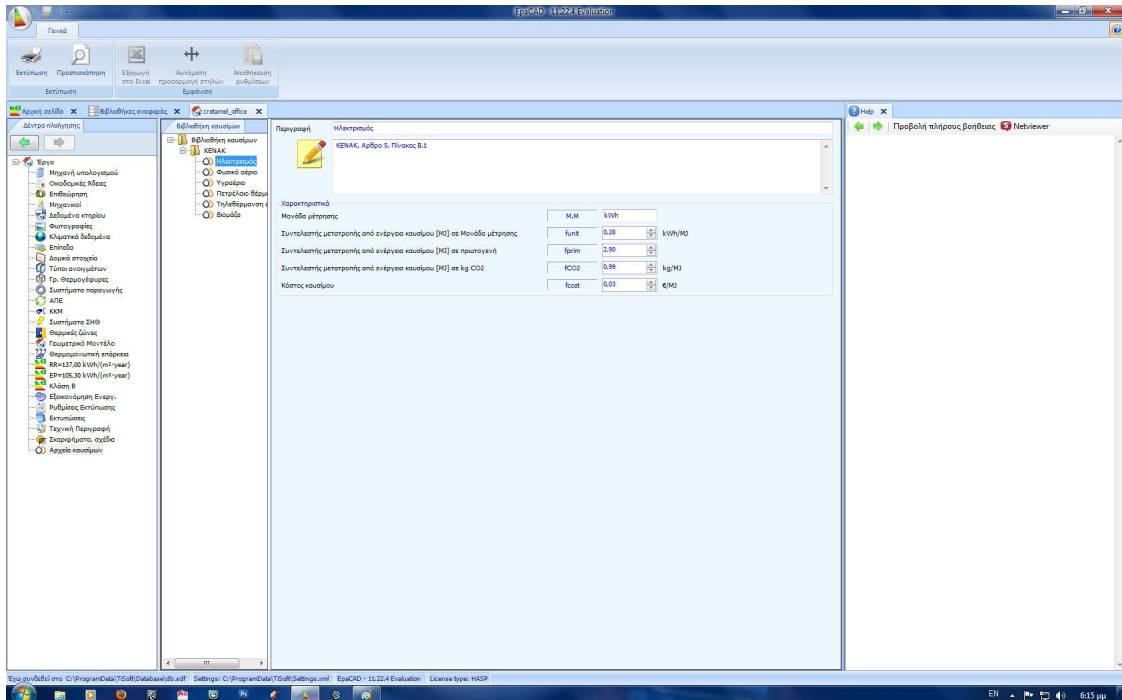 EpaCAD - 11.22.4 Evaluation
Γενικά
Εκτύπωση
Προεπισκόπηση
Εξαγωγή στο Excel
Αυτόματη προσαρμογή στηλών
Αποθήκευση ρυθμίσεων
Εκτύπωση
Εμφάνιση
Αρχική σελίδα
Βιβλιοθήκες αναφοράς
cretamel_office
Help
Δέντρο πλοήγησης
Έργο
Μηχανή υπολογισμού
Οικοδομικές Άδειες
Επιθεώρηση
Μηχανικοί
Δεδομένα κτηρίου
Φωτογραφίες
Κλιματικά δεδομένα
Επίπεδα
Δομικά στοιχεία
Τύποι ανοιγμάτων
Γρ. Θερμογέφυρες
Συστήματα παραγωγής
ΑΠΕ
ΚΚΜ
Συστήματα ΣΗΘ
Θερμικές ζώνες
Γεωμετρικό Μοντέλο
Θερμομονωτική επάρκεια
RR=137,00 kWh/(m²·year)
EP=105,30 kWh/(m²·year)
Κλάση B
Εξοικονόμηση Ενεργ.
Ρυθμίσεις Εκτύπωσης
Εκτυπώσεις
Τεχνική Περιγραφή
Σκαριφήματα, σχέδια
Αρχεία καυσίμων
Βιβλιοθήκη καυσίμων
Βιβλιοθήκη καυσίμων
ΚΕΝΑΚ
Ηλεκτρισμός
Φυσικό αέριο
Υγραέριο
Πετρέλαιο θέρμ
Τηλεθέρμανση
Βιομάζα
Περιγραφή Ηλεκτρισμός
ΚΕΝΑΚ, Αρθρο 5, Πίνακας Β.1
Χαρακτηριστικά
Μονάδα μέτρησης Μ.Μ kWh
Συντελεστής μετατροπής από ενέργεια καυσίμου [MJ] σε Μονάδα μέτρησης funit 0,28 kWh/MJ
Συντελεστής μετατροπής από ενέργεια καυσίμου [MJ] σε πρωτογενή fprim 2,90
Συντελεστής μετατροπής από ενέργεια καυσίμου [MJ] σε kg CO2 fCO2 0,99 kg/MJ
Κόστος καυσίμου fcost 0,03 €/MJ
Προβολή πλήρους βοήθειας Netviewer
Έχω συνδεθεί στο C:\ProgramData\TiSoft\Database\db.sdf Settings: C:\ProgramData\TiSoft\Settings.xml EpaCAD - 11.22.4 Evaluation License type: HASP
EN 6:15 μμ